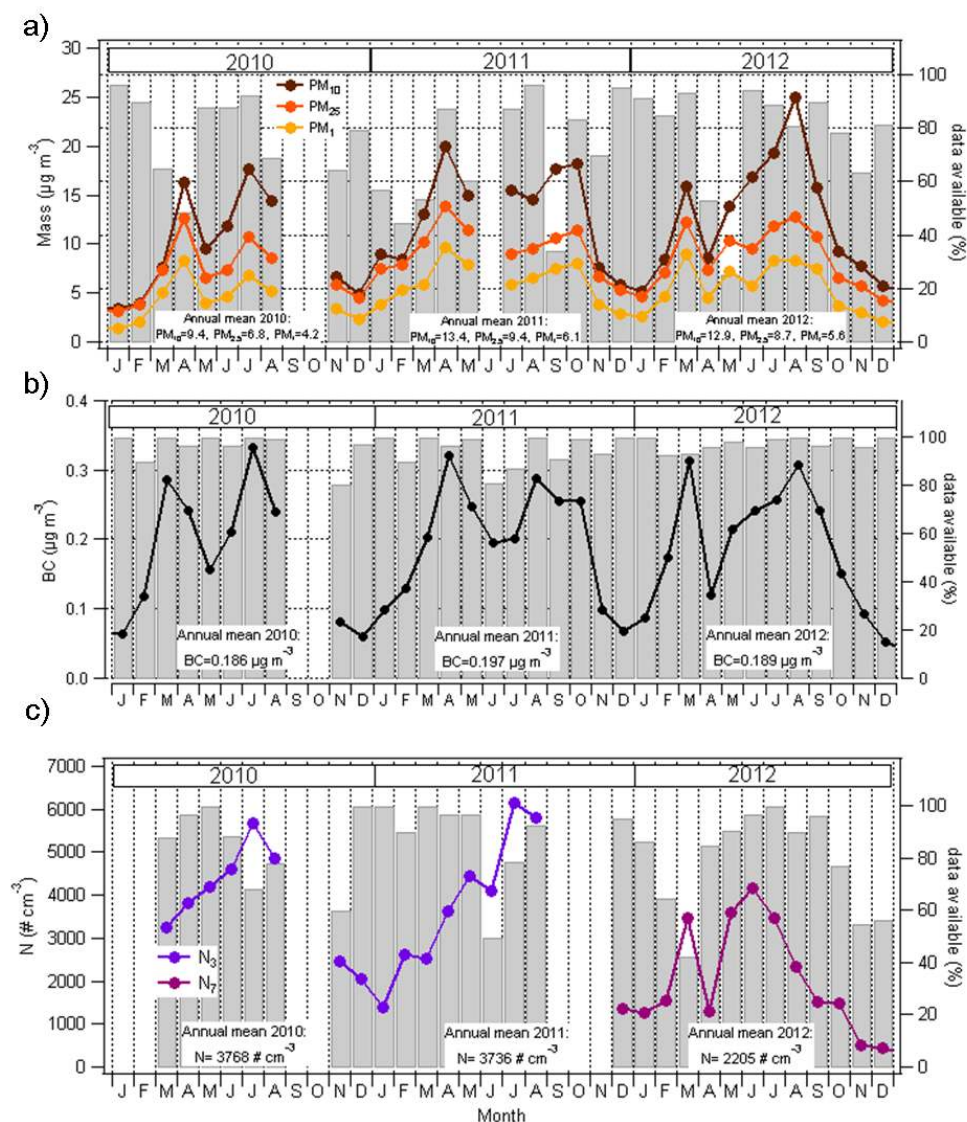 a)
30
25
20
15
10
5
0
Mass (µg m-3)
2010 2011 2012
PM10
PM25
PM1
100
80
60
40
20
0
data available (%)
Annual mean 2010:
PM10=9.4, PM2.5=6.8, PM1=4.2
Annual mean 2011:
PM10=13.4, PM2.5=9.4, PM1=6.1
Annual mean 2012:
PM10=12.9, PM2.5=8.7, PM1=5.6
J F M A M J J A S O N D J F M A M J J A S O N D J F M A M J J A S O N D
b)
0.4
0.3
0.2
0.1
0.0
BC (µg m-3)
2010 2011 2012
100
80
60
40
20
0
data available (%)
Annual mean 2010:
BC=0.186 µg m-3
Annual mean 2011:
BC=0.197 µg m-3
Annual mean 2012:
BC=0.189 µg m-3
J F M A M J J A S O N D J F M A M J J A S O N D J F M A M J J A S O N D
c)
7000
6000
5000
4000
3000
2000
1000
0
N (# cm-3)
2010 2011 2012
N3
N7
100
80
60
40
20
0
data available (%)
Annual mean 2010:
N= 3768 # cm-3
Annual mean 2011:
N= 3736 # cm-3
Annual mean 2012:
N= 2205 # cm-3
J F M A M J J A S O N D J F M A M J J A S O N D J F M A M J J A S O N D
Month